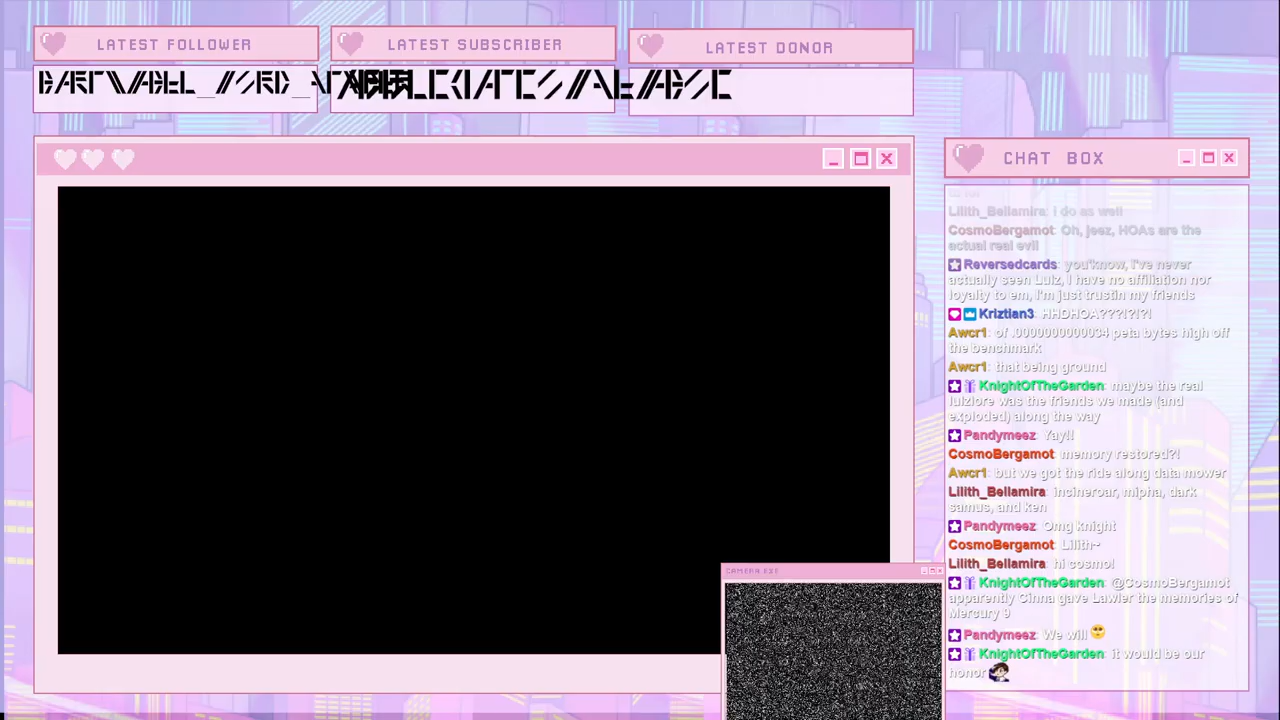 LATEST FOLLOWER
LATEST SUBSCRIBER
LATEST DONOR
CHAT BOX
Lilith_Bellamira: i do as well
CosmoBergamot: Oh, jeez, HOAs are the
actual real evil
Reversedcards: you'know, I've never
actually seen Lulz, I have no affiliation nor
loyalty to em, I'm just trustin my friends
Kriztian3: HHDHOA???!?!?!
Awcr1: of .0000000000034 peta bytes high off
the benchmark
Awcr1: that being ground
KnightOfTheGarden: maybe the real
lulzlore was the friends we made (and
exploded) along the way
Pandymeez: Yay!!
CosmoBergamot: memory restored?!
Awcr1: but we got the ride along data mower
Lilith_Bellamira: incineroar, mipha, dark
samus, and ken
Pandymeez: Omg knight
CosmoBergamot: Lilith~
Lilith_Bellamira: hi cosmo!
KnightOfTheGarden: @CosmoBergamot
apparently Cinna gave Lawler the memories of
Mercury 9
Pandymeez: We will
KnightOfTheGarden: it would be our
honor
CAMERA.EXE